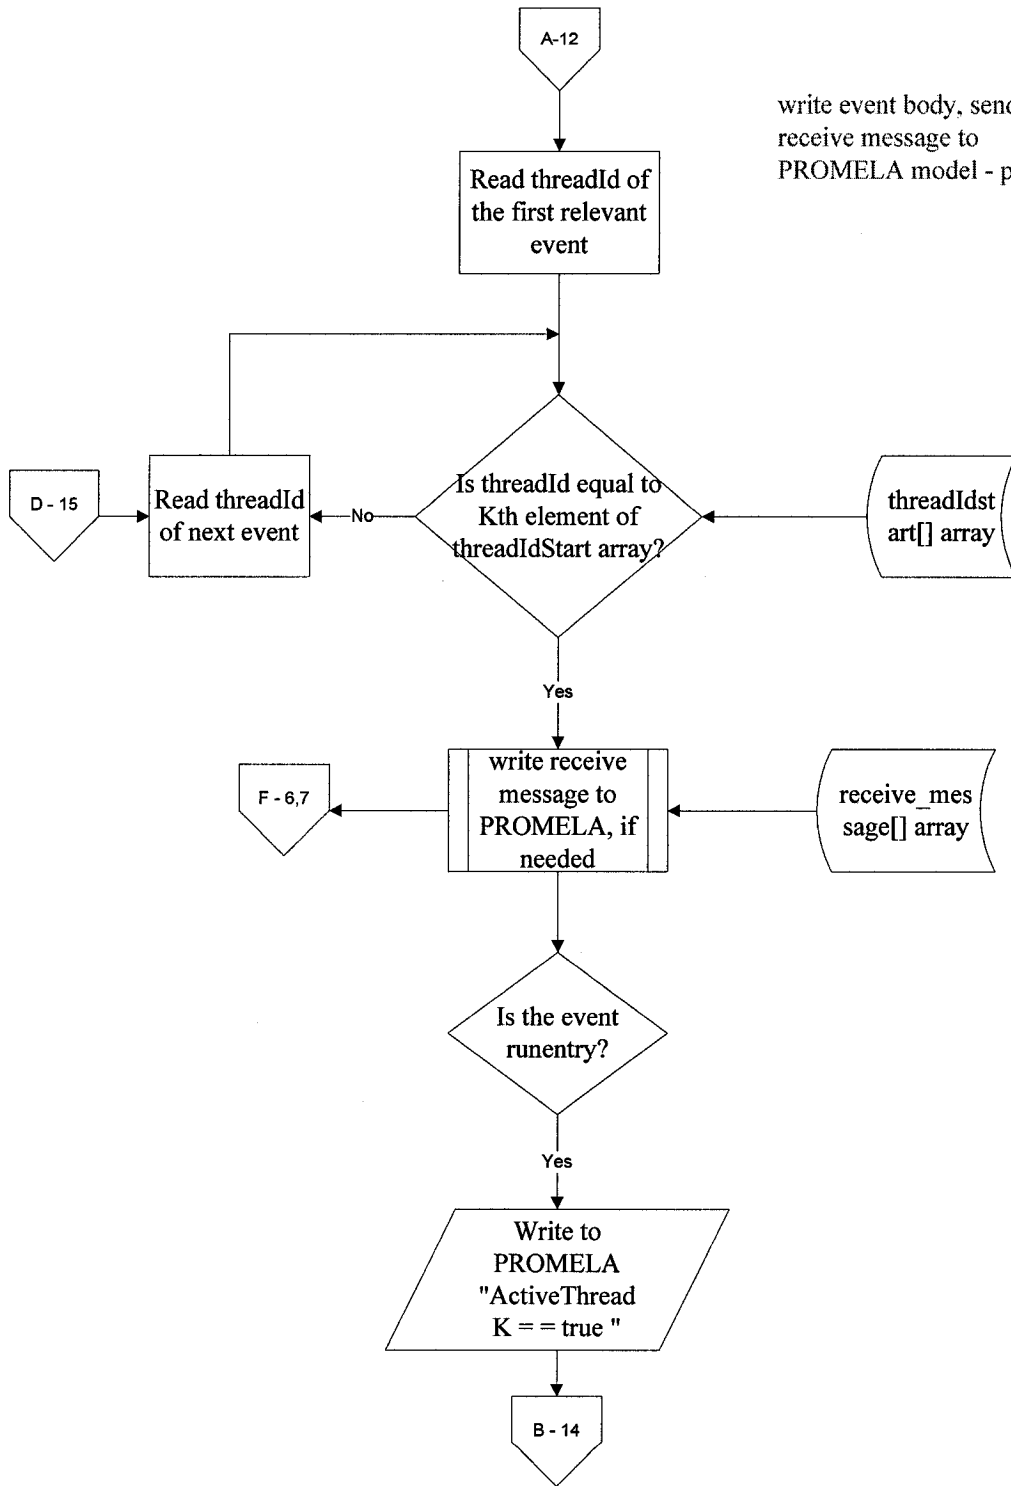 A-12
write event body, send
receive message to
PROMELA model - p
Read threadId of
the first relevant
event
D - 15
Read threadId
of next event
No
Is threadId equal to
Kth element of
threadIdStart array?
threadIdst
art[] array
Yes
F - 6,7
write receive
message to
PROMELA, if
needed
receive_mes
sage[] array
Is the event
runentry?
Yes
Write to
PROMELA
"ActiveThread
K = = true "
B - 14